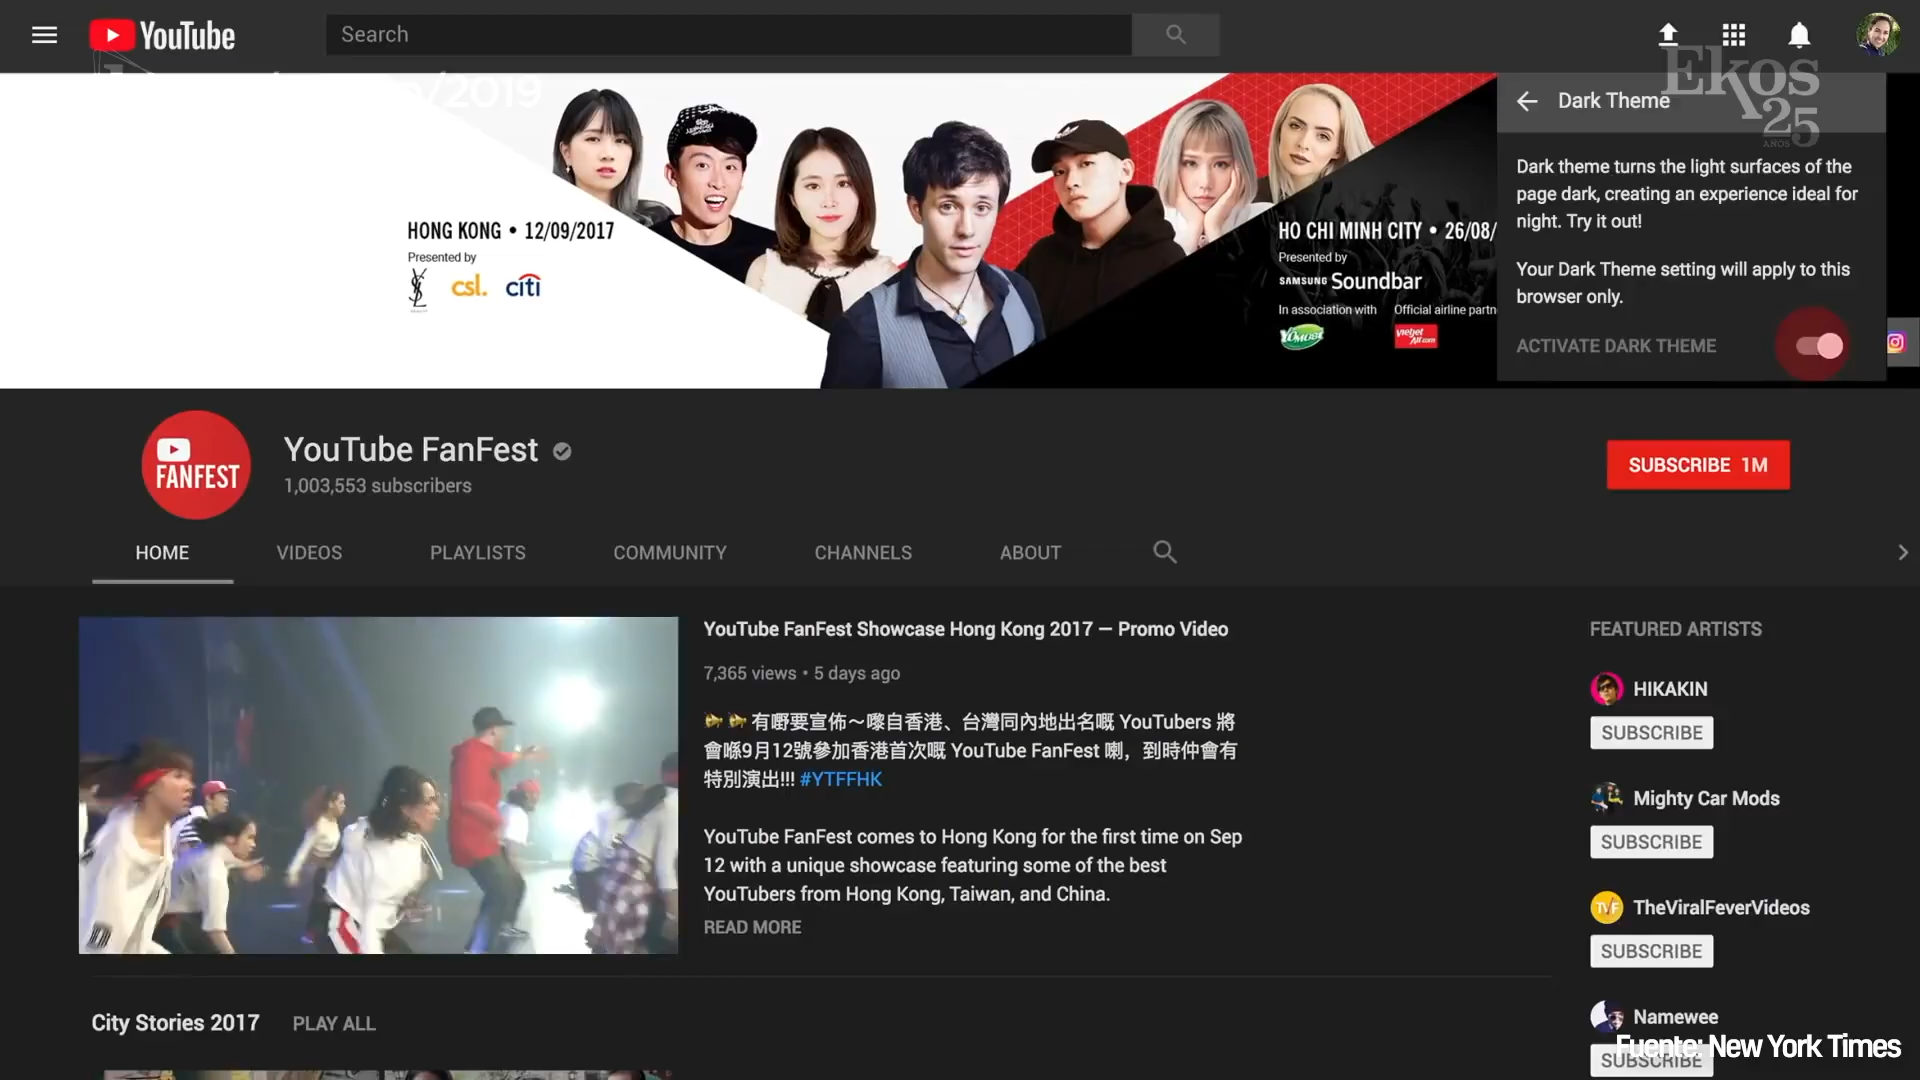 YouTube
Search
/2019
Ekos
25
AÑOS
Dark Theme
Dark theme turns the light surfaces of the
page dark, creating an experience ideal for
night. Try it out!
Your Dark Theme setting will apply to this
browser only.
ACTIVATE DARK THEME
HONG KONG • 12/09/2017
Presented by
csl. citi
HO CHI MINH CITY • 26/08/
Presented by
SAMSUNG Soundbar
In association with
Official airline partn
YOMOST
vietjet
Air.com
FANFEST
YouTube FanFest
1,003,553 subscribers
SUBSCRIBE 1M
HOME VIDEOS PLAYLISTS COMMUNITY CHANNELS ABOUT
YouTube FanFest Showcase Hong Kong 2017 — Promo Video
7,365 views • 5 days ago
有嘢要宣佈～嚟自香港、台灣同內地出名嘅 YouTubers 將
會喺9月12號參加香港首次嘅 YouTube FanFest 喇，到時仲會有
特別演出!!! #YTFFHK
YouTube FanFest comes to Hong Kong for the first time on Sep
12 with a unique showcase featuring some of the best
YouTubers from Hong Kong, Taiwan, and China.
READ MORE
FEATURED ARTISTS
HIKAKIN
SUBSCRIBE
Mighty Car Mods
SUBSCRIBE
TVF
TheViralFeverVideos
SUBSCRIBE
Namewee
SUBSCRIBE
City Stories 2017 PLAY ALL
Fuente: New York Times